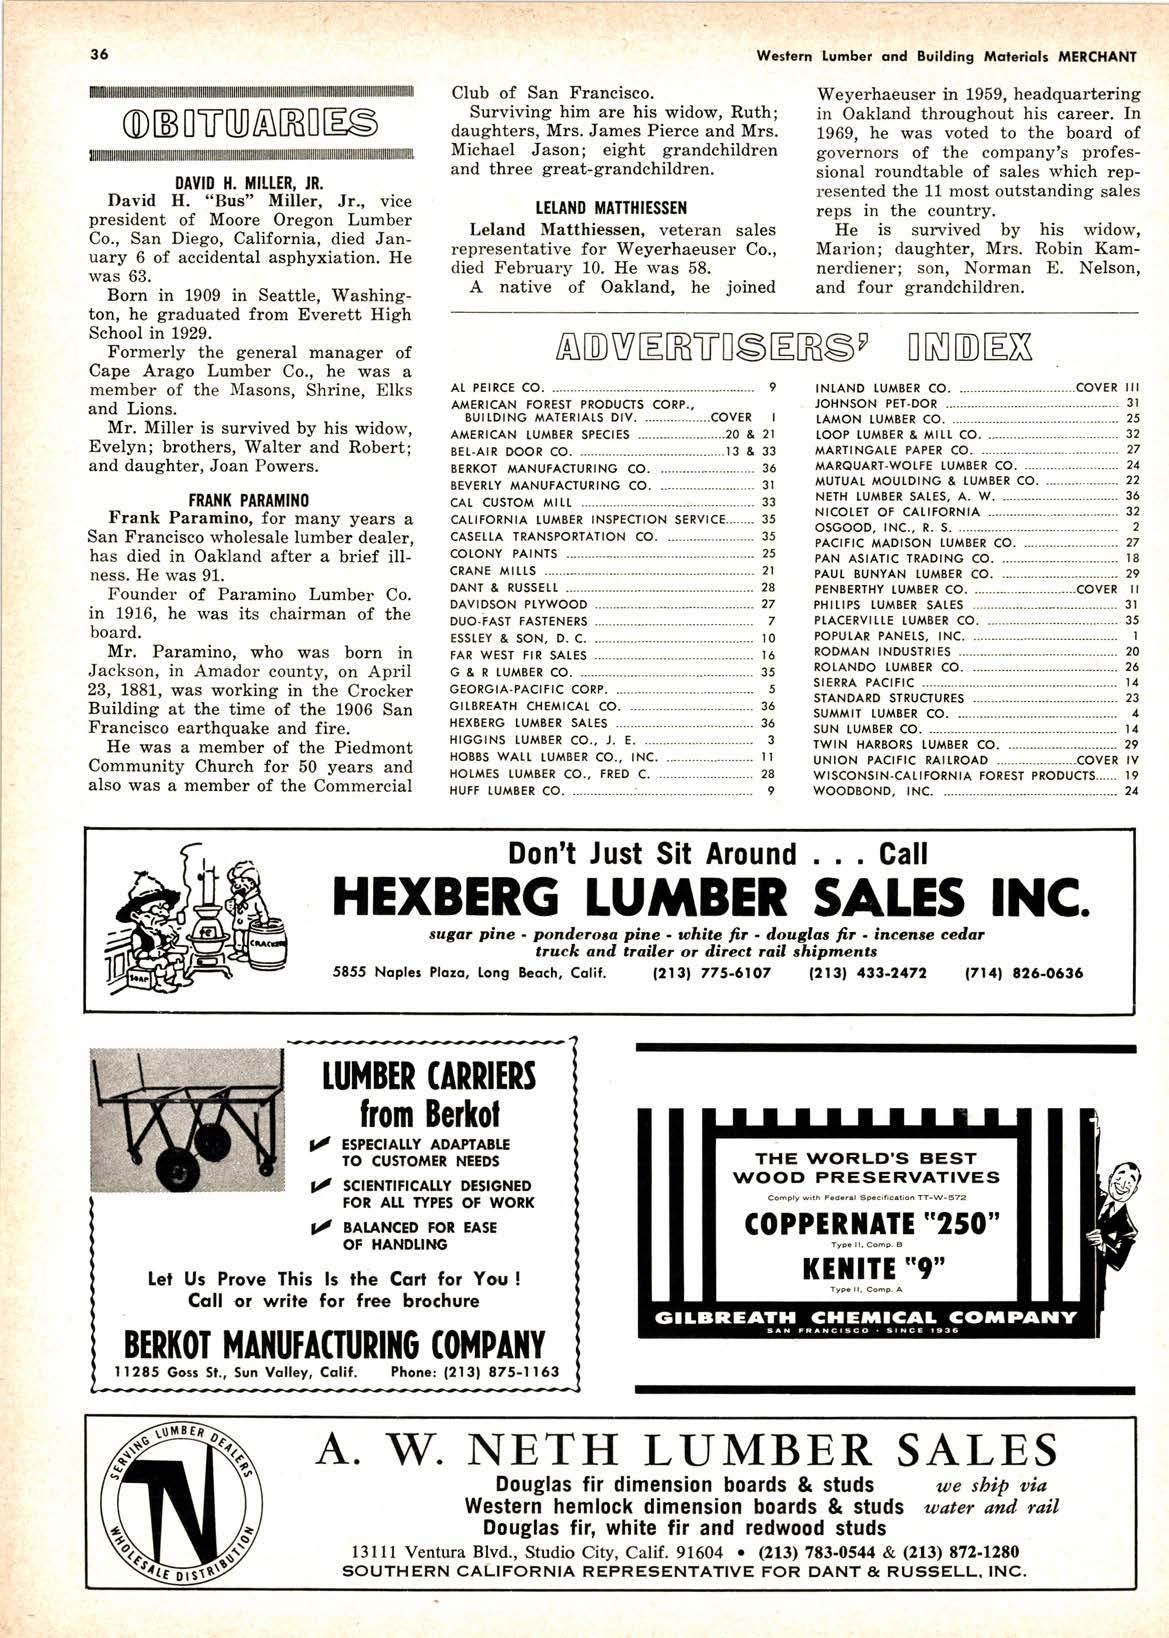 36
Western Lumber and Building Materials MERCHANT
OBITUARIES
DAVID H. MILLER, JR.
David H. "Bus" Miller, Jr., vice
president of Moore Oregon Lumber
Co., San Diego, California, died Jan-
uary 6 of accidental asphyxiation. He
was 63.
Born in 1909 in Seattle, Washing-
ton, he graduated from Everett High
School in 1929.
Formerly the general manager of
Cape Arago Lumber Co., he was a
member of the Masons, Shrine, Elks
and Lions.
Mr. Miller is survived by his widow,
Evelyn; brothers, Walter and Robert;
and daughter, Joan Powers.
FRANK PARAMINO
Frank Paramino, for many years a
San Francisco wholesale lumber dealer,
has died in Oakland after a brief ill-
ness. He was 91.
Founder of Paramino Lumber Co.
in 1916, he was its chairman of the
board.
Mr. Paramino, who was born in
Jackson, in Amador county, on April
23, 1881, was working in the Crocker
Building at the time of the 1906 San
Francisco earthquake and fire.
He was a member of the Piedmont
Community Church for 50 years and
also was a member of the Commercial
Club of San Francisco.
Surviving him are his widow, Ruth;
daughters, Mrs. James Pierce and Mrs.
Michael Jason; eight grandchildren
and three great-grandchildren.
LELAND MATTHIESSEN
Leland Matthiessen, veteran sales
representative for Weyerhaeuser Co.,
died February 10. He was 58.
A native of Oakland, he joined
Weyerhaeuser in 1959, headquartering
in Oakland throughout his career. In
1969, he was voted to the board of
governors of the company's profes-
sional roundtable of sales which rep-
resented the 11 most outstanding sales
reps in the country.
He is survived by his widow,
Marion; daughter, Mrs. Robin Kam-
nerdiener; son, Norman E. Nelson,
and four grandchildren.
ADVERTISERS' INDEX
AL PEIRCE CO. ..... 9
AMERICAN FOREST PRODUCTS CORP.,
BUILDING MATERIALS DIV. ..... COVER I
AMERICAN LUMBER SPECIES ..... 20 & 21
BEL-AIR DOOR CO. ..... 13 & 33
BERKOT MANUFACTURING CO. ..... 36
BEVERLY MANUFACTURING CO. ..... 31
CAL CUSTOM MILL ..... 33
CALIFORNIA LUMBER INSPECTION SERVICE ..... 35
CASELLA TRANSPORTATION CO. ..... 35
COLONY PAINTS ..... 25
CRANE MILLS ..... 21
DANT & RUSSELL ..... 28
DAVIDSON PLYWOOD ..... 27
DUO-FAST FASTENERS ..... 7
ESSLEY & SON, D. C. ..... 10
FAR WEST FIR SALES ..... 16
G & R LUMBER CO. ..... 35
GEORGIA-PACIFIC CORP. ..... 5
GILBREATH CHEMICAL CO. ..... 36
HEXBERG LUMBER SALES ..... 36
HIGGINS LUMBER CO., J. E. ..... 3
HOBBS WALL LUMBER CO., INC. ..... 11
HOLMES LUMBER CO., FRED C. ..... 28
HUFF LUMBER CO. ..... 9
INLAND LUMBER CO. ..... COVER III
JOHNSON PET-DOR ..... 31
LAMON LUMBER CO. ..... 25
LOOP LUMBER & MILL CO. ..... 32
MARTINGALE PAPER CO. ..... 27
MARQUART-WOLFE LUMBER CO. ..... 24
MUTUAL MOULDING & LUMBER CO. ..... 22
NETH LUMBER SALES, A. W. ..... 36
NICOLET OF CALIFORNIA ..... 32
OSGOOD, INC., R. S. ..... 2
PACIFIC MADISON LUMBER CO. ..... 27
PAN ASIATIC TRADING CO. ..... 18
PAUL BUNYAN LUMBER CO. ..... 29
PENBERTHY LUMBER CO. ..... COVER II
PHILIPS LUMBER SALES ..... 31
PLACERVILLE LUMBER CO. ..... 35
POPULAR PANELS, INC. ..... 1
RODMAN INDUSTRIES ..... 20
ROLANDO LUMBER CO. ..... 26
SIERRA PACIFIC ..... 14
STANDARD STRUCTURES ..... 23
SUMMIT LUMBER CO. ..... 4
SUN LUMBER CO. ..... 14
TWIN HARBORS LUMBER CO. ..... 29
UNION PACIFIC RAILROAD ..... COVER IV
WISCONSIN-CALIFORNIA FOREST PRODUCTS ..... 19
WOODBOND, INC. ..... 24
Don't Just Sit Around . . . Call
HEXBERG LUMBER SALES INC.
sugar pine - ponderosa pine - white fir - douglas fir - incense cedar
truck and trailer or direct rail shipments
5855 Naples Plaza, Long Beach, Calif. (213) 775-6107 (213) 433-2472 (714) 826-0636
SOAP
LUMBER CARRIERS
from Berkot
ESPECIALLY ADAPTABLE
TO CUSTOMER NEEDS
SCIENTIFICALLY DESIGNED
FOR ALL TYPES OF WORK
BALANCED FOR EASE
OF HANDLING
Let Us Prove This Is the Cart for You !
Call or write for free brochure
BERKOT MANUFACTURING COMPANY
11285 Goss St., Sun Valley, Calif. Phone: (213) 875-1163
THE WORLD'S BEST
WOOD PRESERVATIVES
Comply with Federal Specification TT-W-572
COPPERNATE "250"
Type II, Comp. B
KENITE "9"
Type II, Comp. A
GILBREATH CHEMICAL COMPANY
SAN FRANCISCO · SINCE 1936
SERVING LUMBER DEALERS
WHOLESALE DISTRIBUTION
N
A. W. NETH LUMBER SALES
Douglas fir dimension boards & studs we ship via
Western hemlock dimension boards & studs water and rail
Douglas fir, white fir and redwood studs
13111 Ventura Blvd., Studio City, Calif. 91604 • (213) 783-0544 & (213) 872-1280
SOUTHERN CALIFORNIA REPRESENTATIVE FOR DANT & RUSSELL, INC.